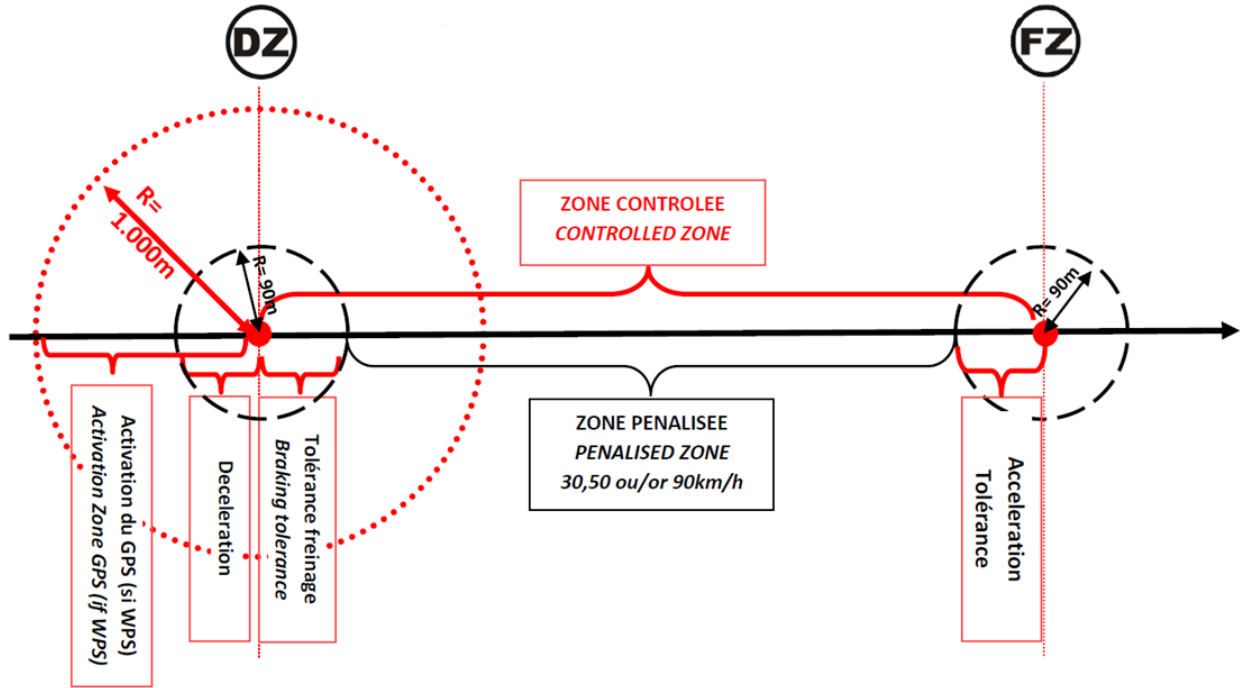 DZ
FZ
R=
1.000m
R= 90m
ZONE CONTROLEE
CONTROLLED ZONE
R= 90m
ZONE PENALISEE
PENALISED ZONE
30,50 ou/or 90km/h
Activation du GPS (si WPS)
Activation Zone GPS (if WPS)
Deceleration
Tolérance freinage
Braking tolerance
Acceleration
Tolérance